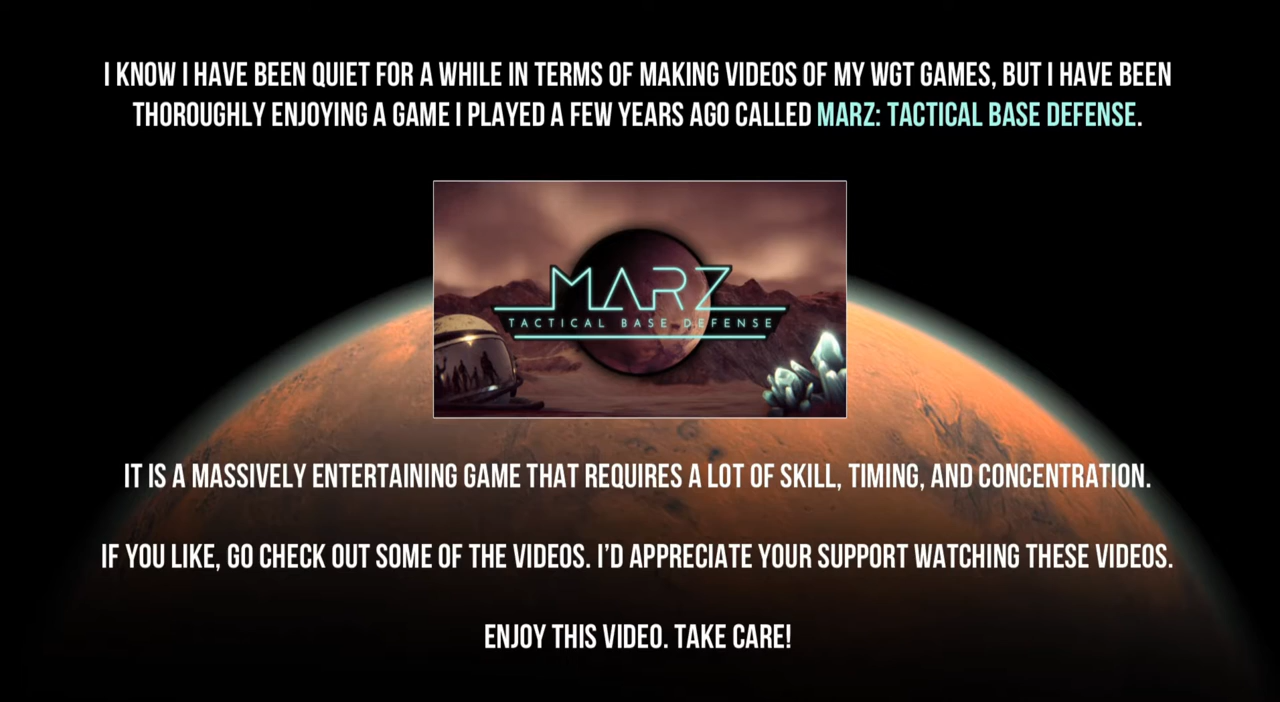 I KNOW I HAVE BEEN QUIET FOR A WHILE IN TERMS OF MAKING VIDEOS OF MY WGT GAMES, BUT I HAVE BEEN
THOROUGHLY ENJOYING A GAME I PLAYED A FEW YEARS AGO CALLED MARZ: TACTICAL BASE DEFENSE.
MARZ
TACTICAL BASE DEFENSE
IT IS A MASSIVELY ENTERTAINING GAME THAT REQUIRES A LOT OF SKILL, TIMING, AND CONCENTRATION.
IF YOU LIKE, GO CHECK OUT SOME OF THE VIDEOS. I’D APPRECIATE YOUR SUPPORT WATCHING THESE VIDEOS.
ENJOY THIS VIDEO. TAKE CARE!